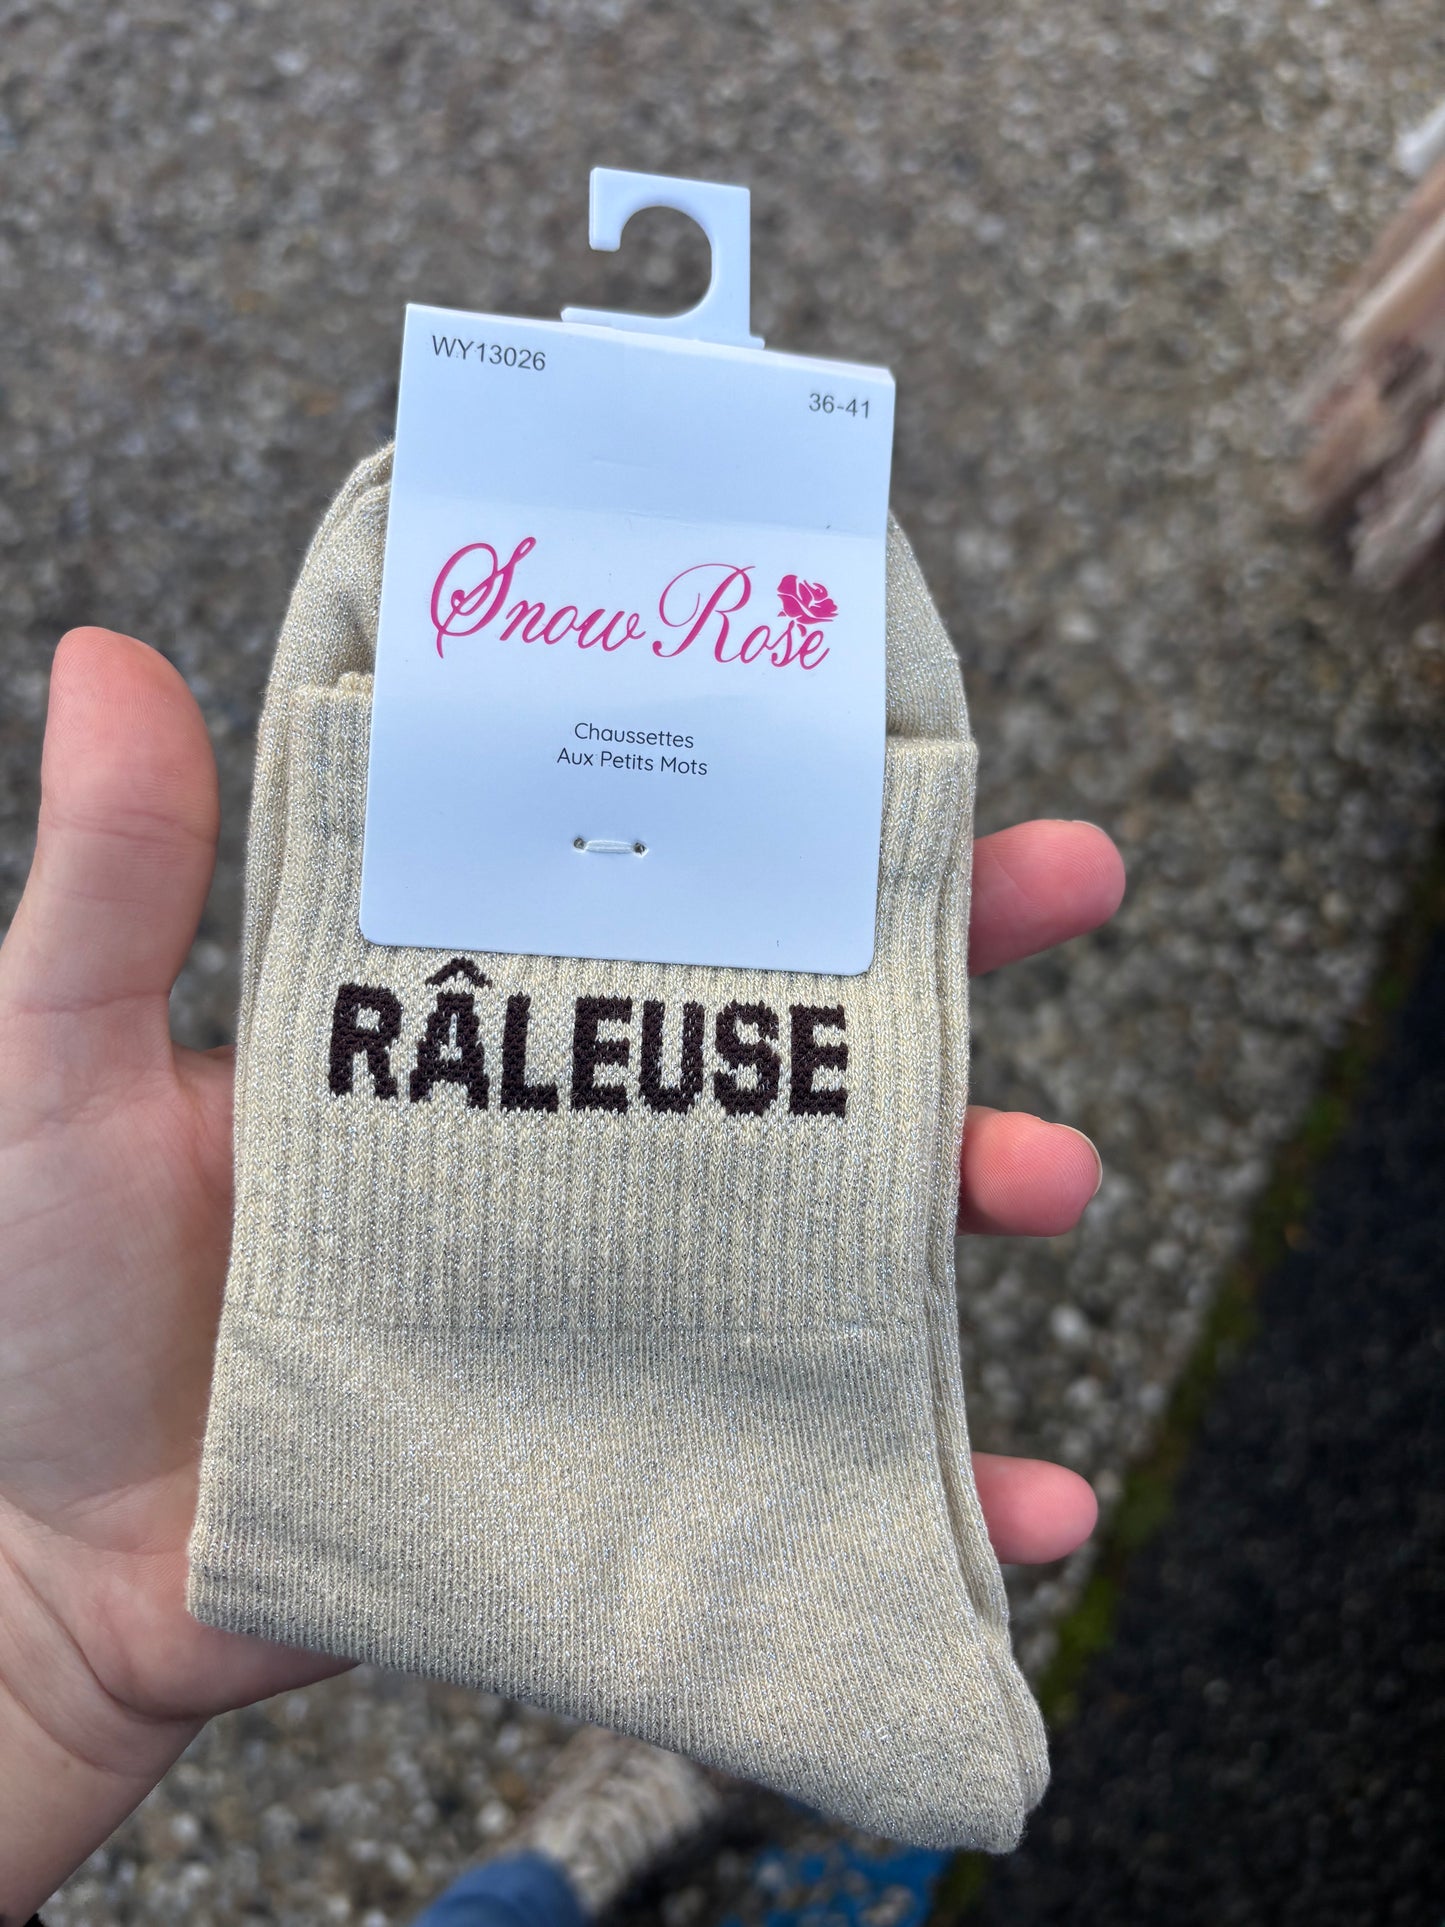 WY13026
36-41
Snow Rose
Chaussettes
Aux Petits Mots
RÂLEUSE